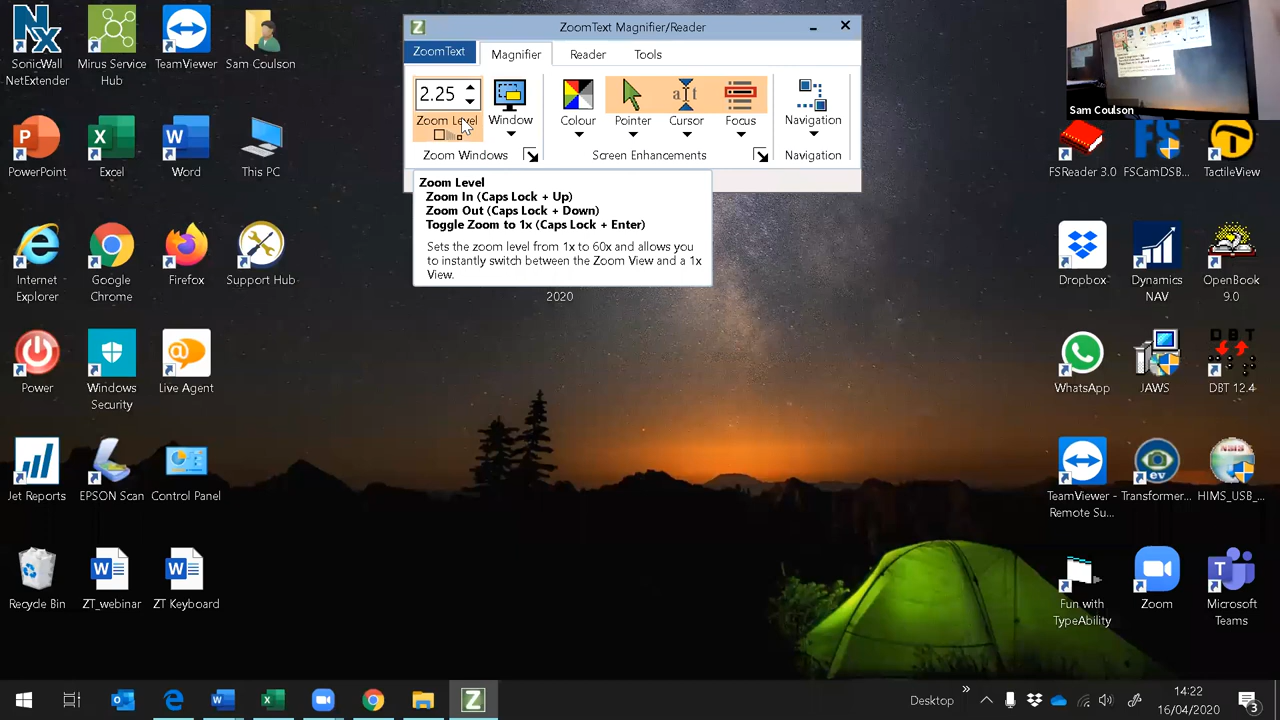 ZoomText Magnifier/Reader
ZoomText Magnifier Reader Tools
2.25
Zoom Level Window Colour Pointer Cursor Focus Navigation
Zoom Windows Screen Enhancements Navigation
Zoom Level
Zoom In (Caps Lock + Up)
Zoom Out (Caps Lock + Down)
Toggle Zoom to 1x (Caps Lock + Enter)
Sets the zoom level from 1x to 60x and allows you
to instantly switch between the Zoom View and a 1x
View.
2020
Sam Coulson
SonicWall
NetExtender
Mirus Service
Hub
TeamViewer
Sam Coulson
PowerPoint
Excel
Word
This PC
Internet
Explorer
Google
Chrome
Firefox
Support Hub
Power
Windows
Security
Live Agent
Jet Reports
EPSON Scan
Control Panel
Recycle Bin
ZT_webinar
ZT Keyboard
FSReader 3.0
FSCamDSB...
TactileView
Dropbox
Dynamics
NAV
OpenBook
9.0
WhatsApp
JAWS
DBT
DBT 12.4
TeamViewer -
Remote Su...
Transformer...
HIMS_USB_...
Fun with
TypeAbility
Zoom
Microsoft
Teams
Desktop
14:22
16/04/2020
3